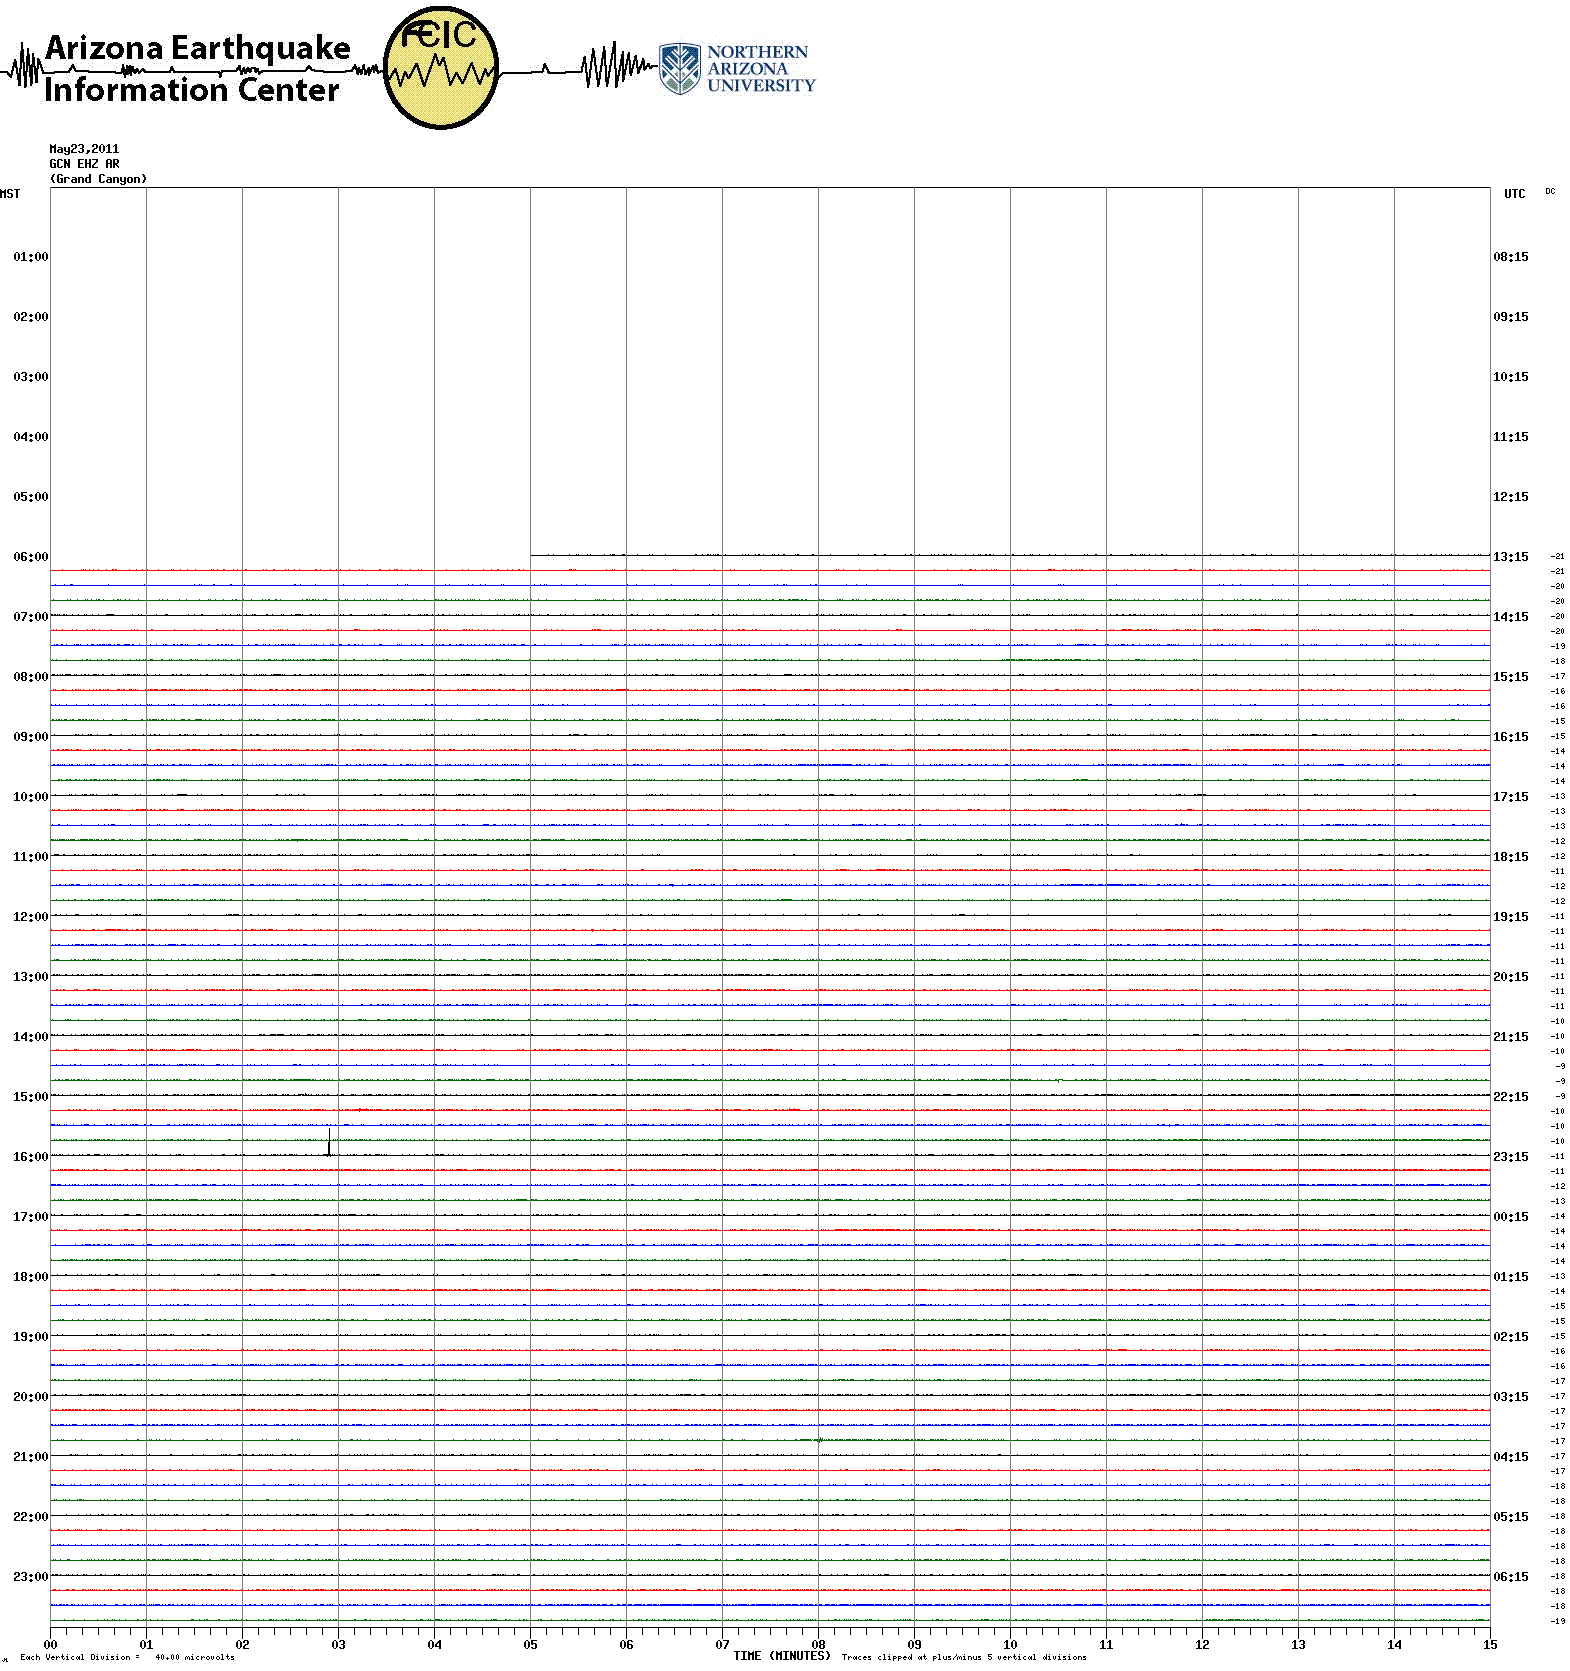 Arizona Earthquake
Information Center
ÆIC
NORTHERN
ARIZONA
UNIVERSITY
May23,2011
GCN EHZ AR
(Grand Canyon)
MST UTC DC
01:00 08:15
02:00 09:15
03:00 10:15
04:00 11:15
05:00 12:15
06:00 13:15 -21
-21
-20
-20
07:00 14:15 -20
-20
-19
-18
08:00 15:15 -17
-16
-16
-15
09:00 16:15 -15
-14
-14
-14
10:00 17:15 -13
-13
-13
-12
11:00 18:15 -12
-11
-12
-12
12:00 19:15 -11
-11
-11
-11
13:00 20:15 -11
-11
-11
-10
14:00 21:15 -10
-10
-9
-9
15:00 22:15 -9
-10
-10
-10
16:00 23:15 -11
-11
-12
-13
17:00 00:15 -14
-14
-14
-14
18:00 01:15 -13
-14
-15
-15
19:00 02:15 -15
-16
-16
-17
20:00 03:15 -17
-17
-17
-17
21:00 04:15 -17
-17
-18
-18
22:00 05:15 -18
-18
-18
-18
23:00 06:15 -18
-18
-18
-19
00 01 02 03 04 05 06 07 08 09 10 11 12 13 14 15
TIME (MINUTES)
Each Vertical Division = 40.00 microvolts Traces clipped at plus/minus 5 vertical divisions